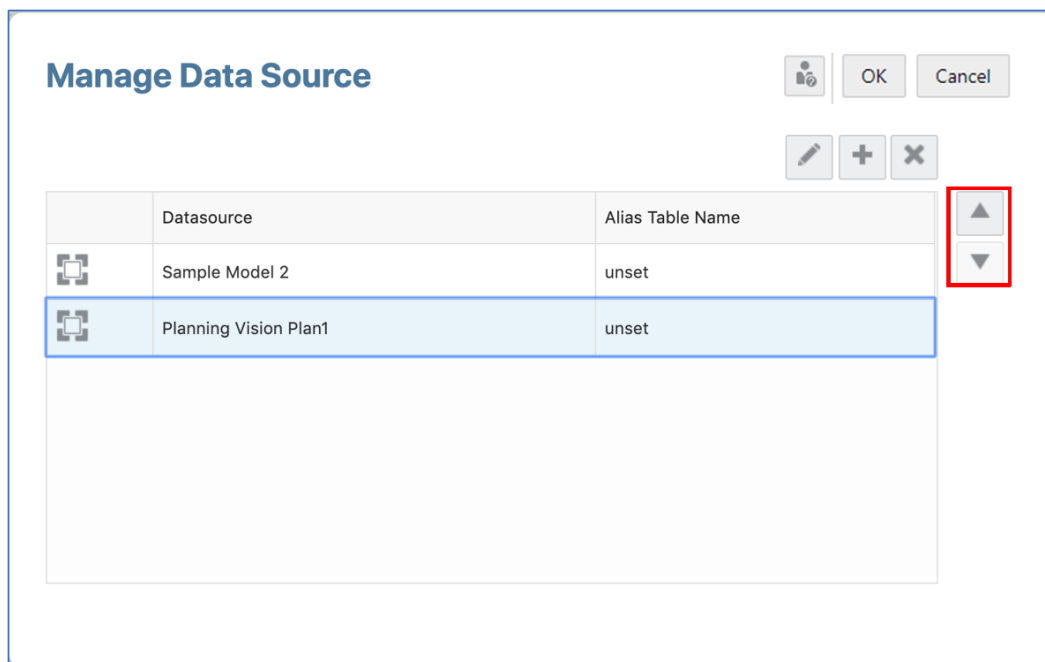 Manage Data Source
OK Cancel
Datasource Alias Table Name
Sample Model 2 unset
Planning Vision Plan1 unset